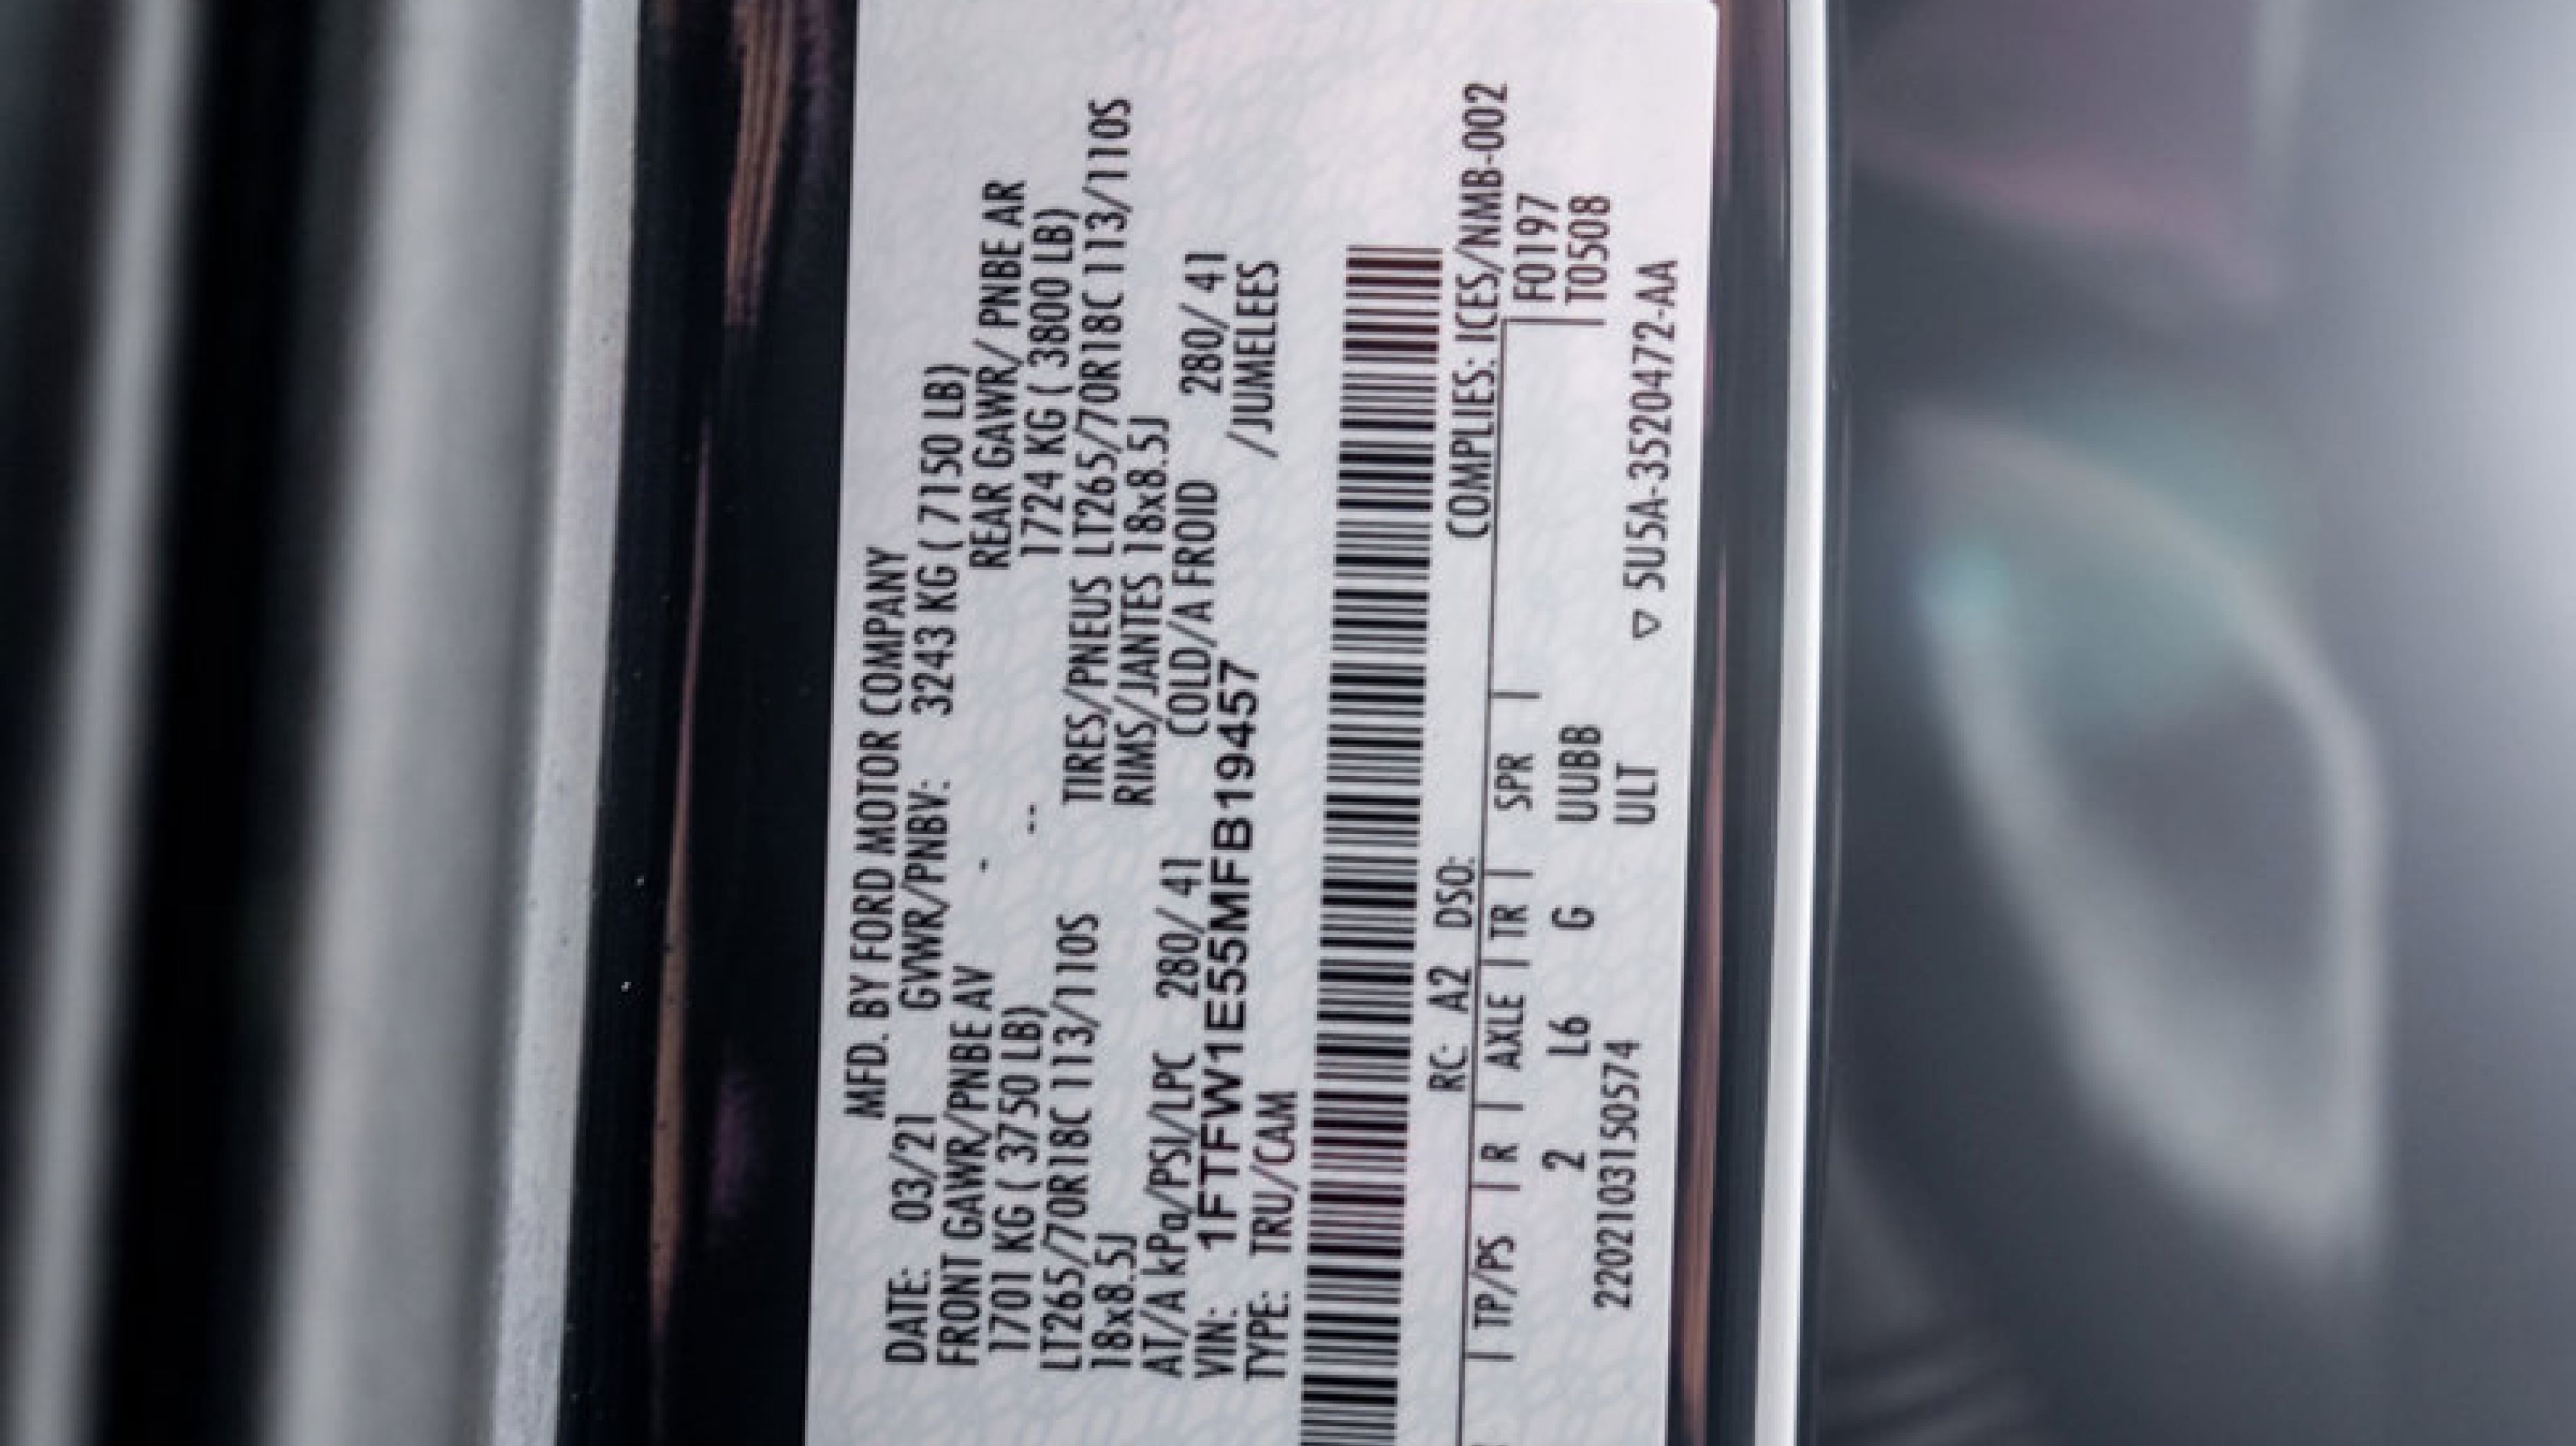 MFD. BY FORD MOTOR COMPANY
DATE: 03/21 GVWR/PNBV: 3243 KG ( 7150 LB)
FRONT GAWR/PNBE AV - REAR GAWR/ PNBE AR
1701 KG ( 3750 LB) -- 1724 KG ( 3800 LB)
LT265/70R18C 113/110S TIRES/PNEUS LT265/70R18C 113/110S
18x8.5J RIMS/JANTES 18x8.5J
AT/A kPa/PSI/LPC 280/ 41 COLD/A FROID 280/ 41
VIN: 1FTFW1E55MFB19457 /JUMELEES
TYPE: TRU/CAM
RC: A2 DSO: COMPLIES: ICES/NMB-002
| TP/PS | R | AXLE | TR | SPR | | F0197
2 L6 G UUBB | T0508
2202103150574 ULT ▽ 5U5A-3520472-AA